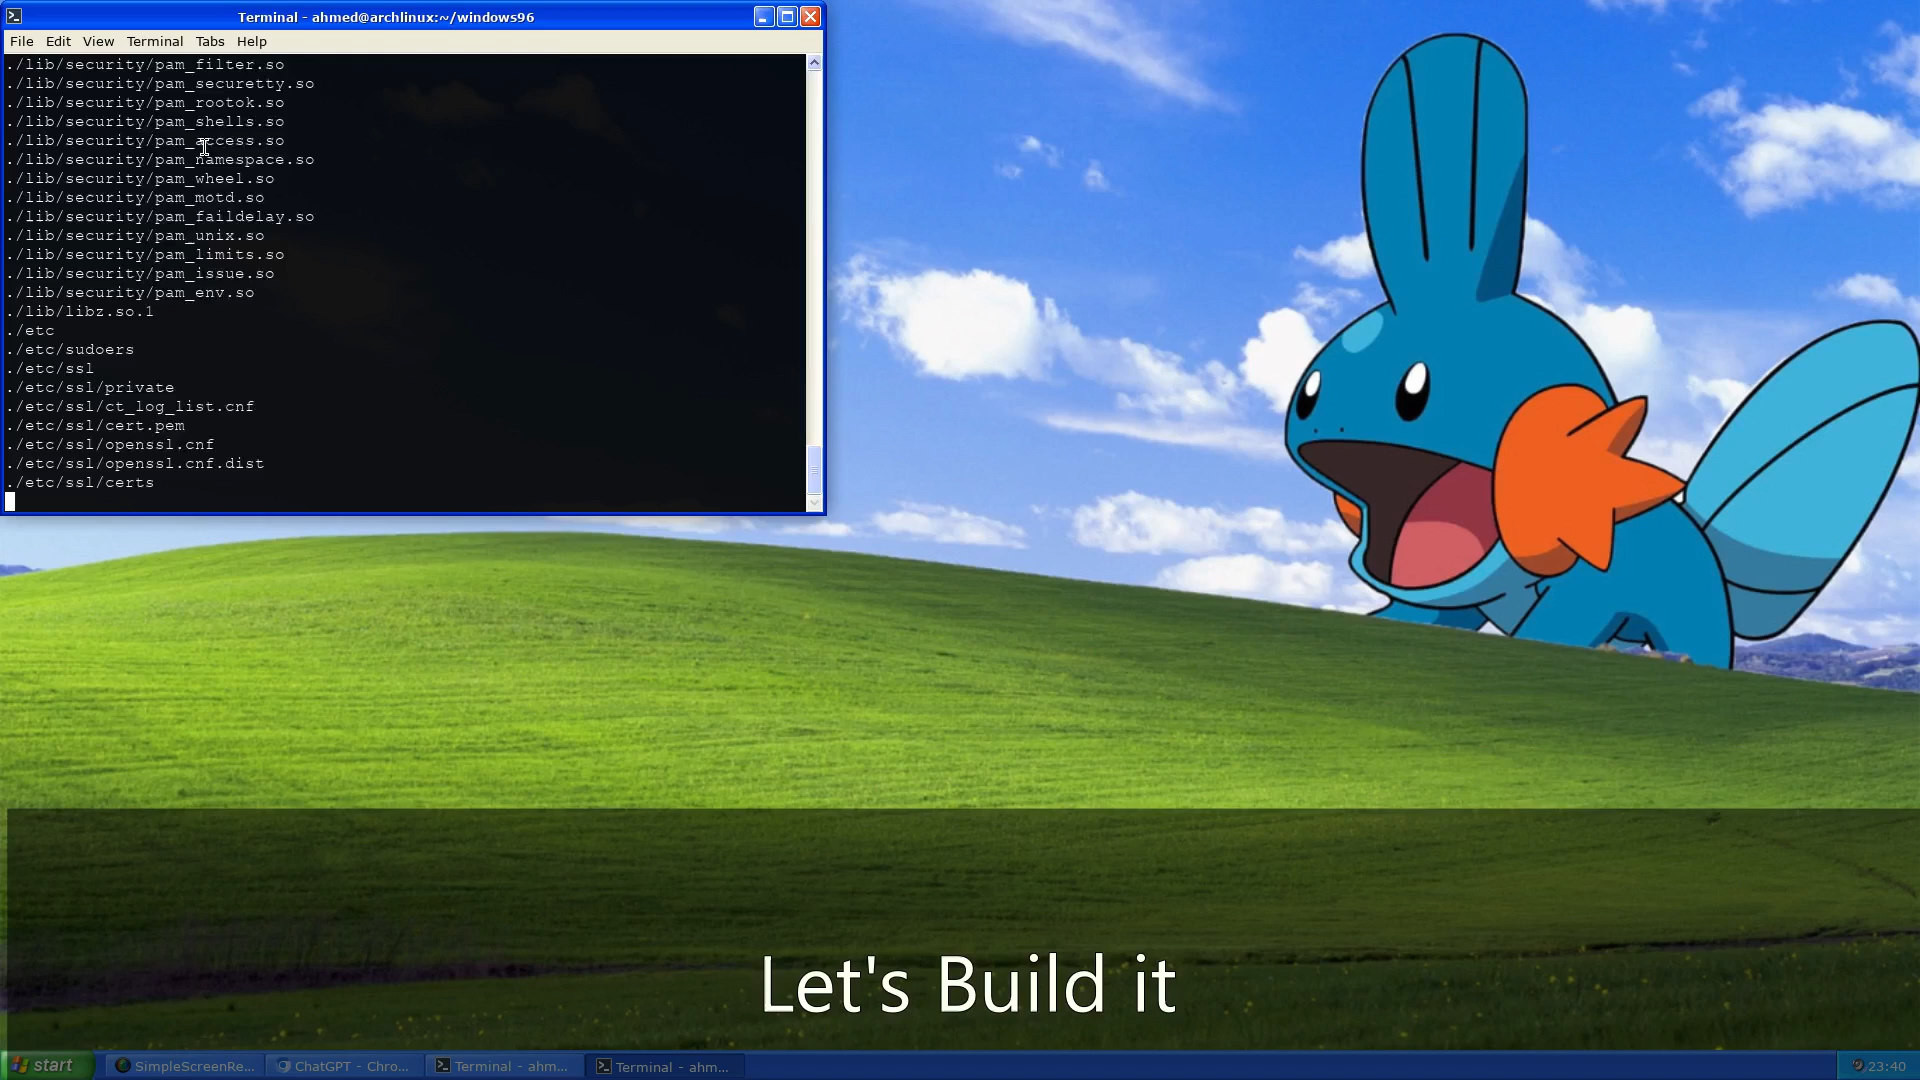 Terminal - ahmed@archlinux:~/windows96
File Edit View Terminal Tabs Help
./lib/security/pam_filter.so
./lib/security/pam_securetty.so
./lib/security/pam_rootok.so
./lib/security/pam_shells.so
./lib/security/pam_access.so
./lib/security/pam_namespace.so
./lib/security/pam_wheel.so
./lib/security/pam_motd.so
./lib/security/pam_faildelay.so
./lib/security/pam_unix.so
./lib/security/pam_limits.so
./lib/security/pam_issue.so
./lib/security/pam_env.so
./lib/libz.so.1
./etc
./etc/sudoers
./etc/ssl
./etc/ssl/private
./etc/ssl/ct_log_list.cnf
./etc/ssl/cert.pem
./etc/ssl/openssl.cnf
./etc/ssl/openssl.cnf.dist
./etc/ssl/certs
Let's Build it
start SimpleScreenRe... ChatGPT - Chro... Terminal - ahm... Terminal - ahm... 23:40